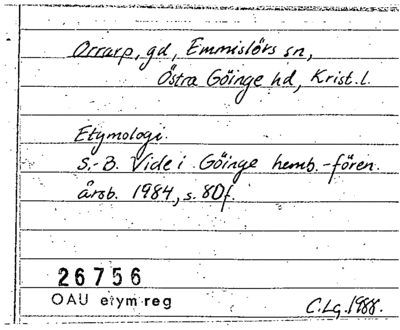 Orrarp, gd, Emmislövs sn,
Östra Göinge hd, Krist. l.
Etymologi
S.-B. Vide i Göinge hemb.-fören.
årsb. 1984, s. 80f.
26756
OAU etym reg
C.Lg. 1988.